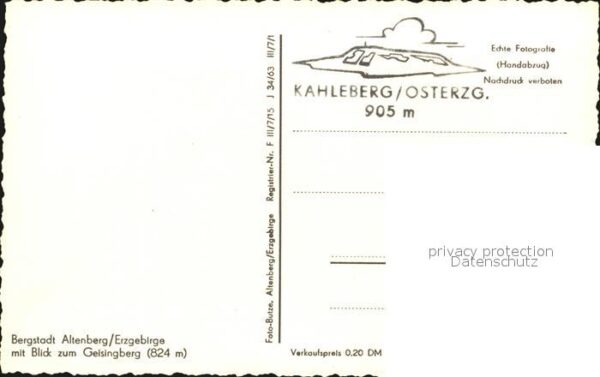 Echte Fotografie
(Handabzug)
Nachdruck verboten
KAHLEBERG/OSTERZG.
905 m
Foto-Butze, Altenberg/Erzgebirge Registrier-Nr. F III/7/15 J 34/63 III/7/1
privacy protection
Datenschutz
Bergstadt Altenberg/Erzgebirge
mit Blick zum Geisingberg (824 m)
Verkaufspreis 0,20 DM